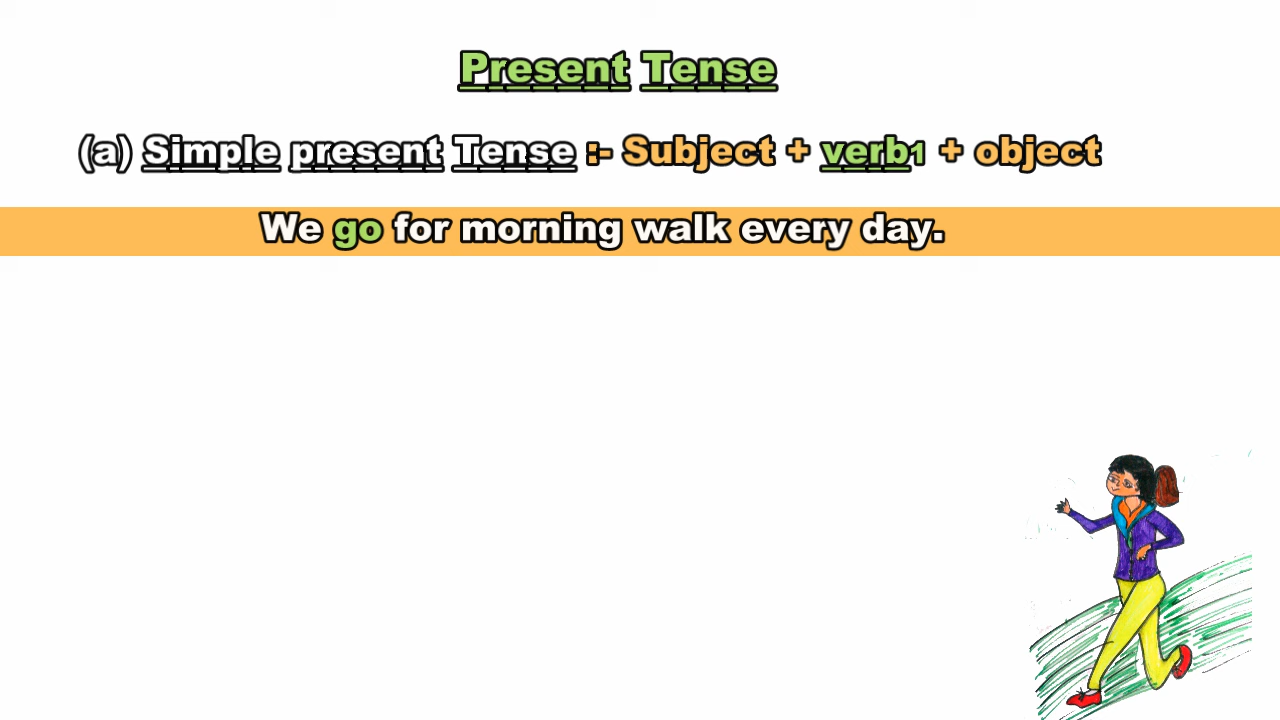 Present Tense
(a) Simple present Tense :- Subject + verb1 + object
We go for morning walk every day.